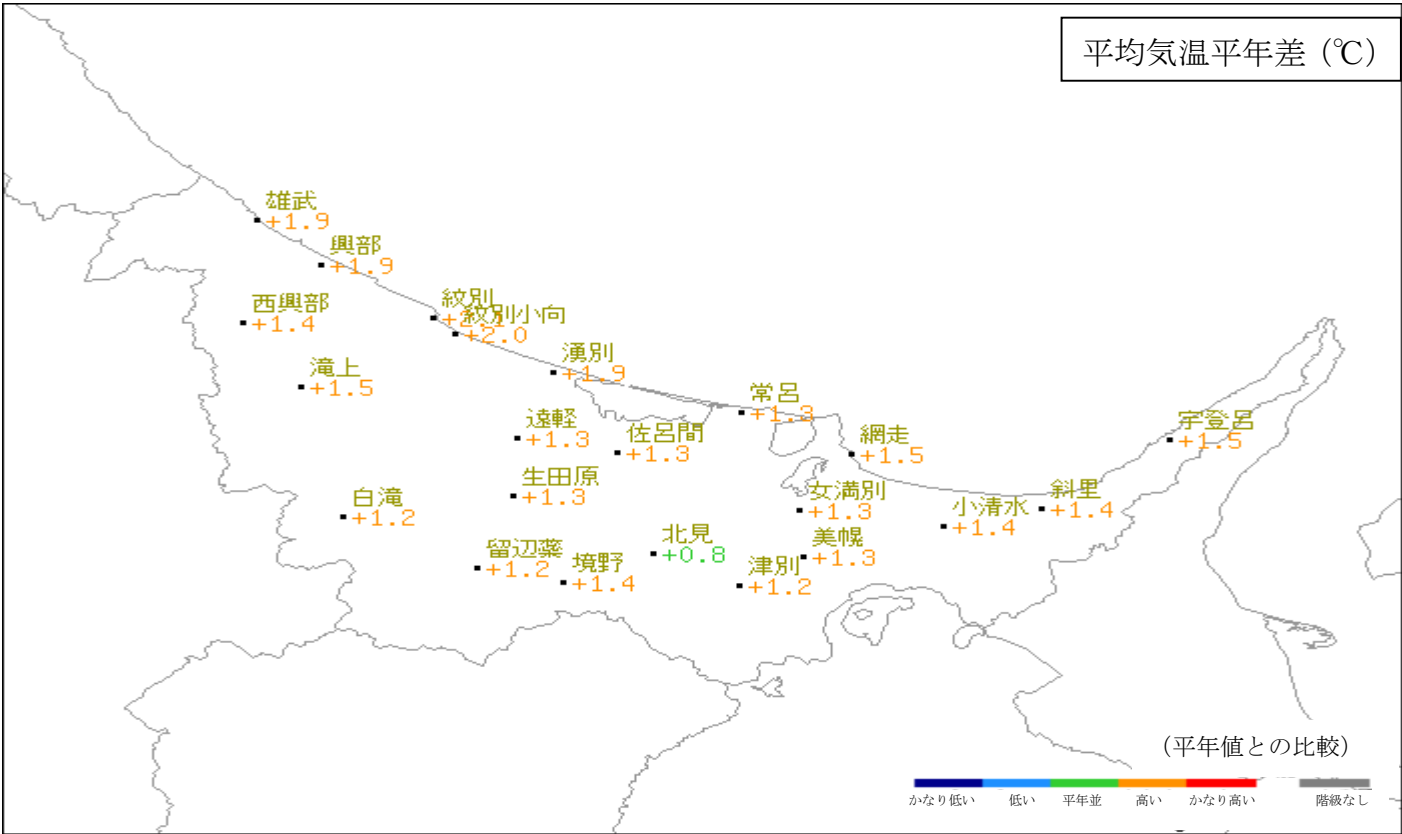 平均気温平年差(℃)
雄武
+1.9
興部
+1.9
西興部
+1.4
紋別
+2.1
紋別小向
+2.0
滝上
+1.5
湧別
+1.9
常呂
+1.3
遠軽
+1.3
佐呂間
+1.3
網走
+1.5
宇登呂
+1.5
生田原
+1.3
白滝
+1.2
女満別
+1.3
小清水
+1.4
斜里
+1.4
留辺蘂
+1.2
境野
+1.4
北見
+0.8
津別
+1.2
美幌
+1.3
(平年値との比較)
かなり低い 低い 平年並 高い かなり高い 階級なし